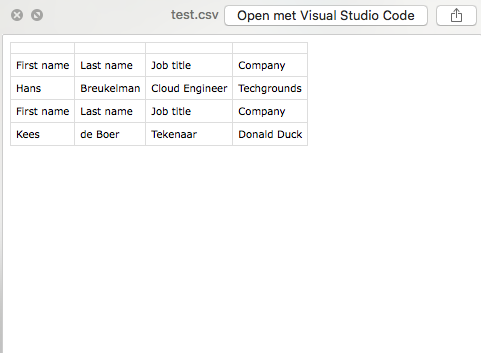 test.csv Open met Visual Studio Code
First name Last name Job title Company
Hans Breukelman Cloud Engineer Techgrounds
First name Last name Job title Company
Kees de Boer Tekenaar Donald Duck